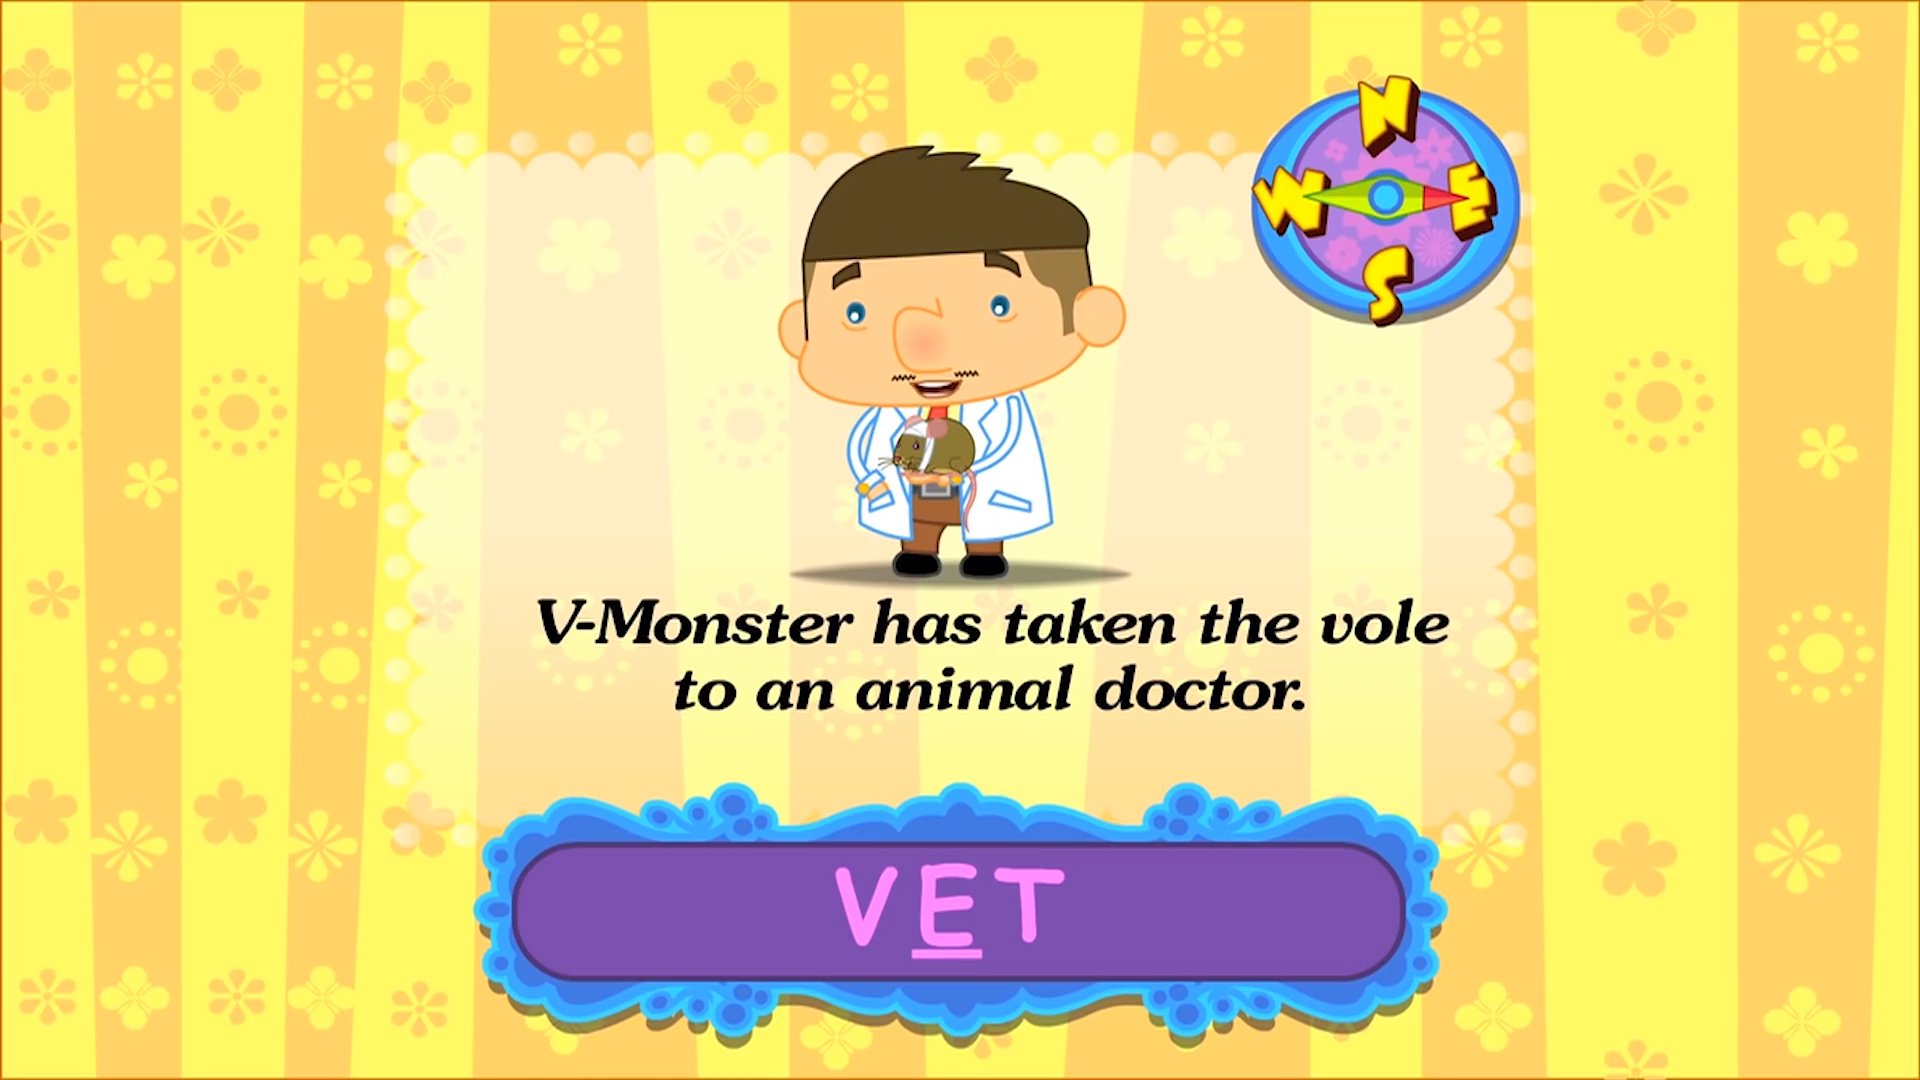 N
W E
S
V-Monster has taken the vole
to an animal doctor.
VET